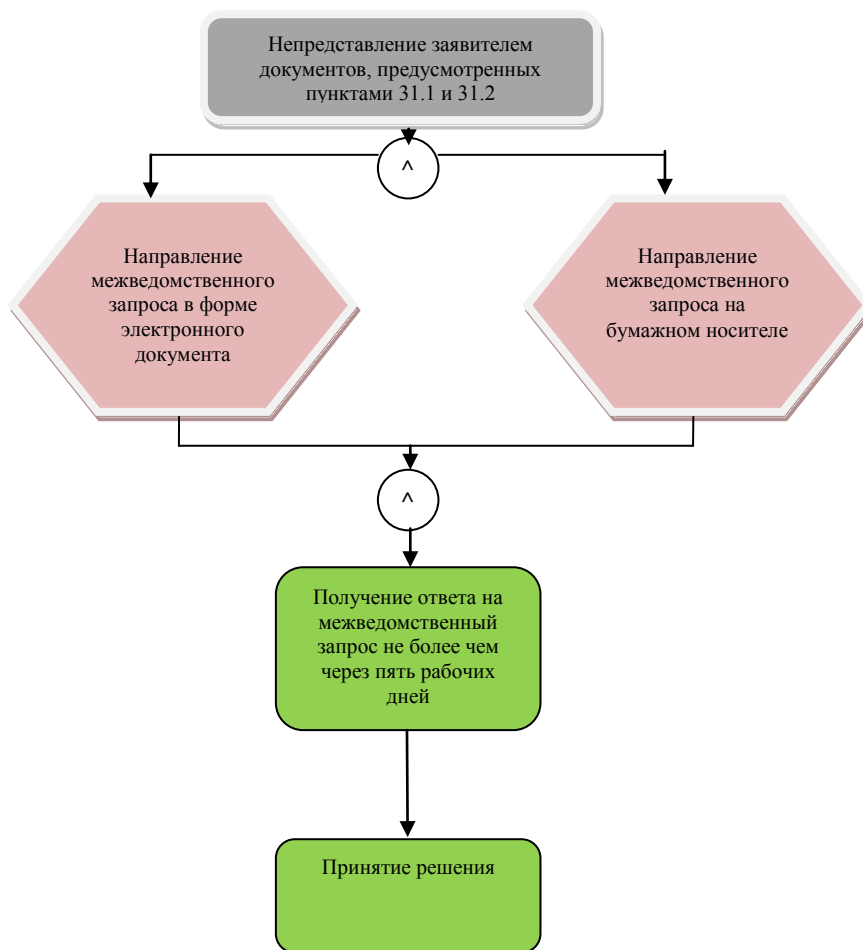 Непредставление заявителем
документов, предусмотренных
пунктами 31.1 и 31.2
^
Направление
межведомственного
запроса в форме
электронного
документа
Направление
межведомственного
запроса на
бумажном носителе
^
Получение ответа на
межведомственный
запрос не более чем
через пять рабочих
дней
Принятие решения